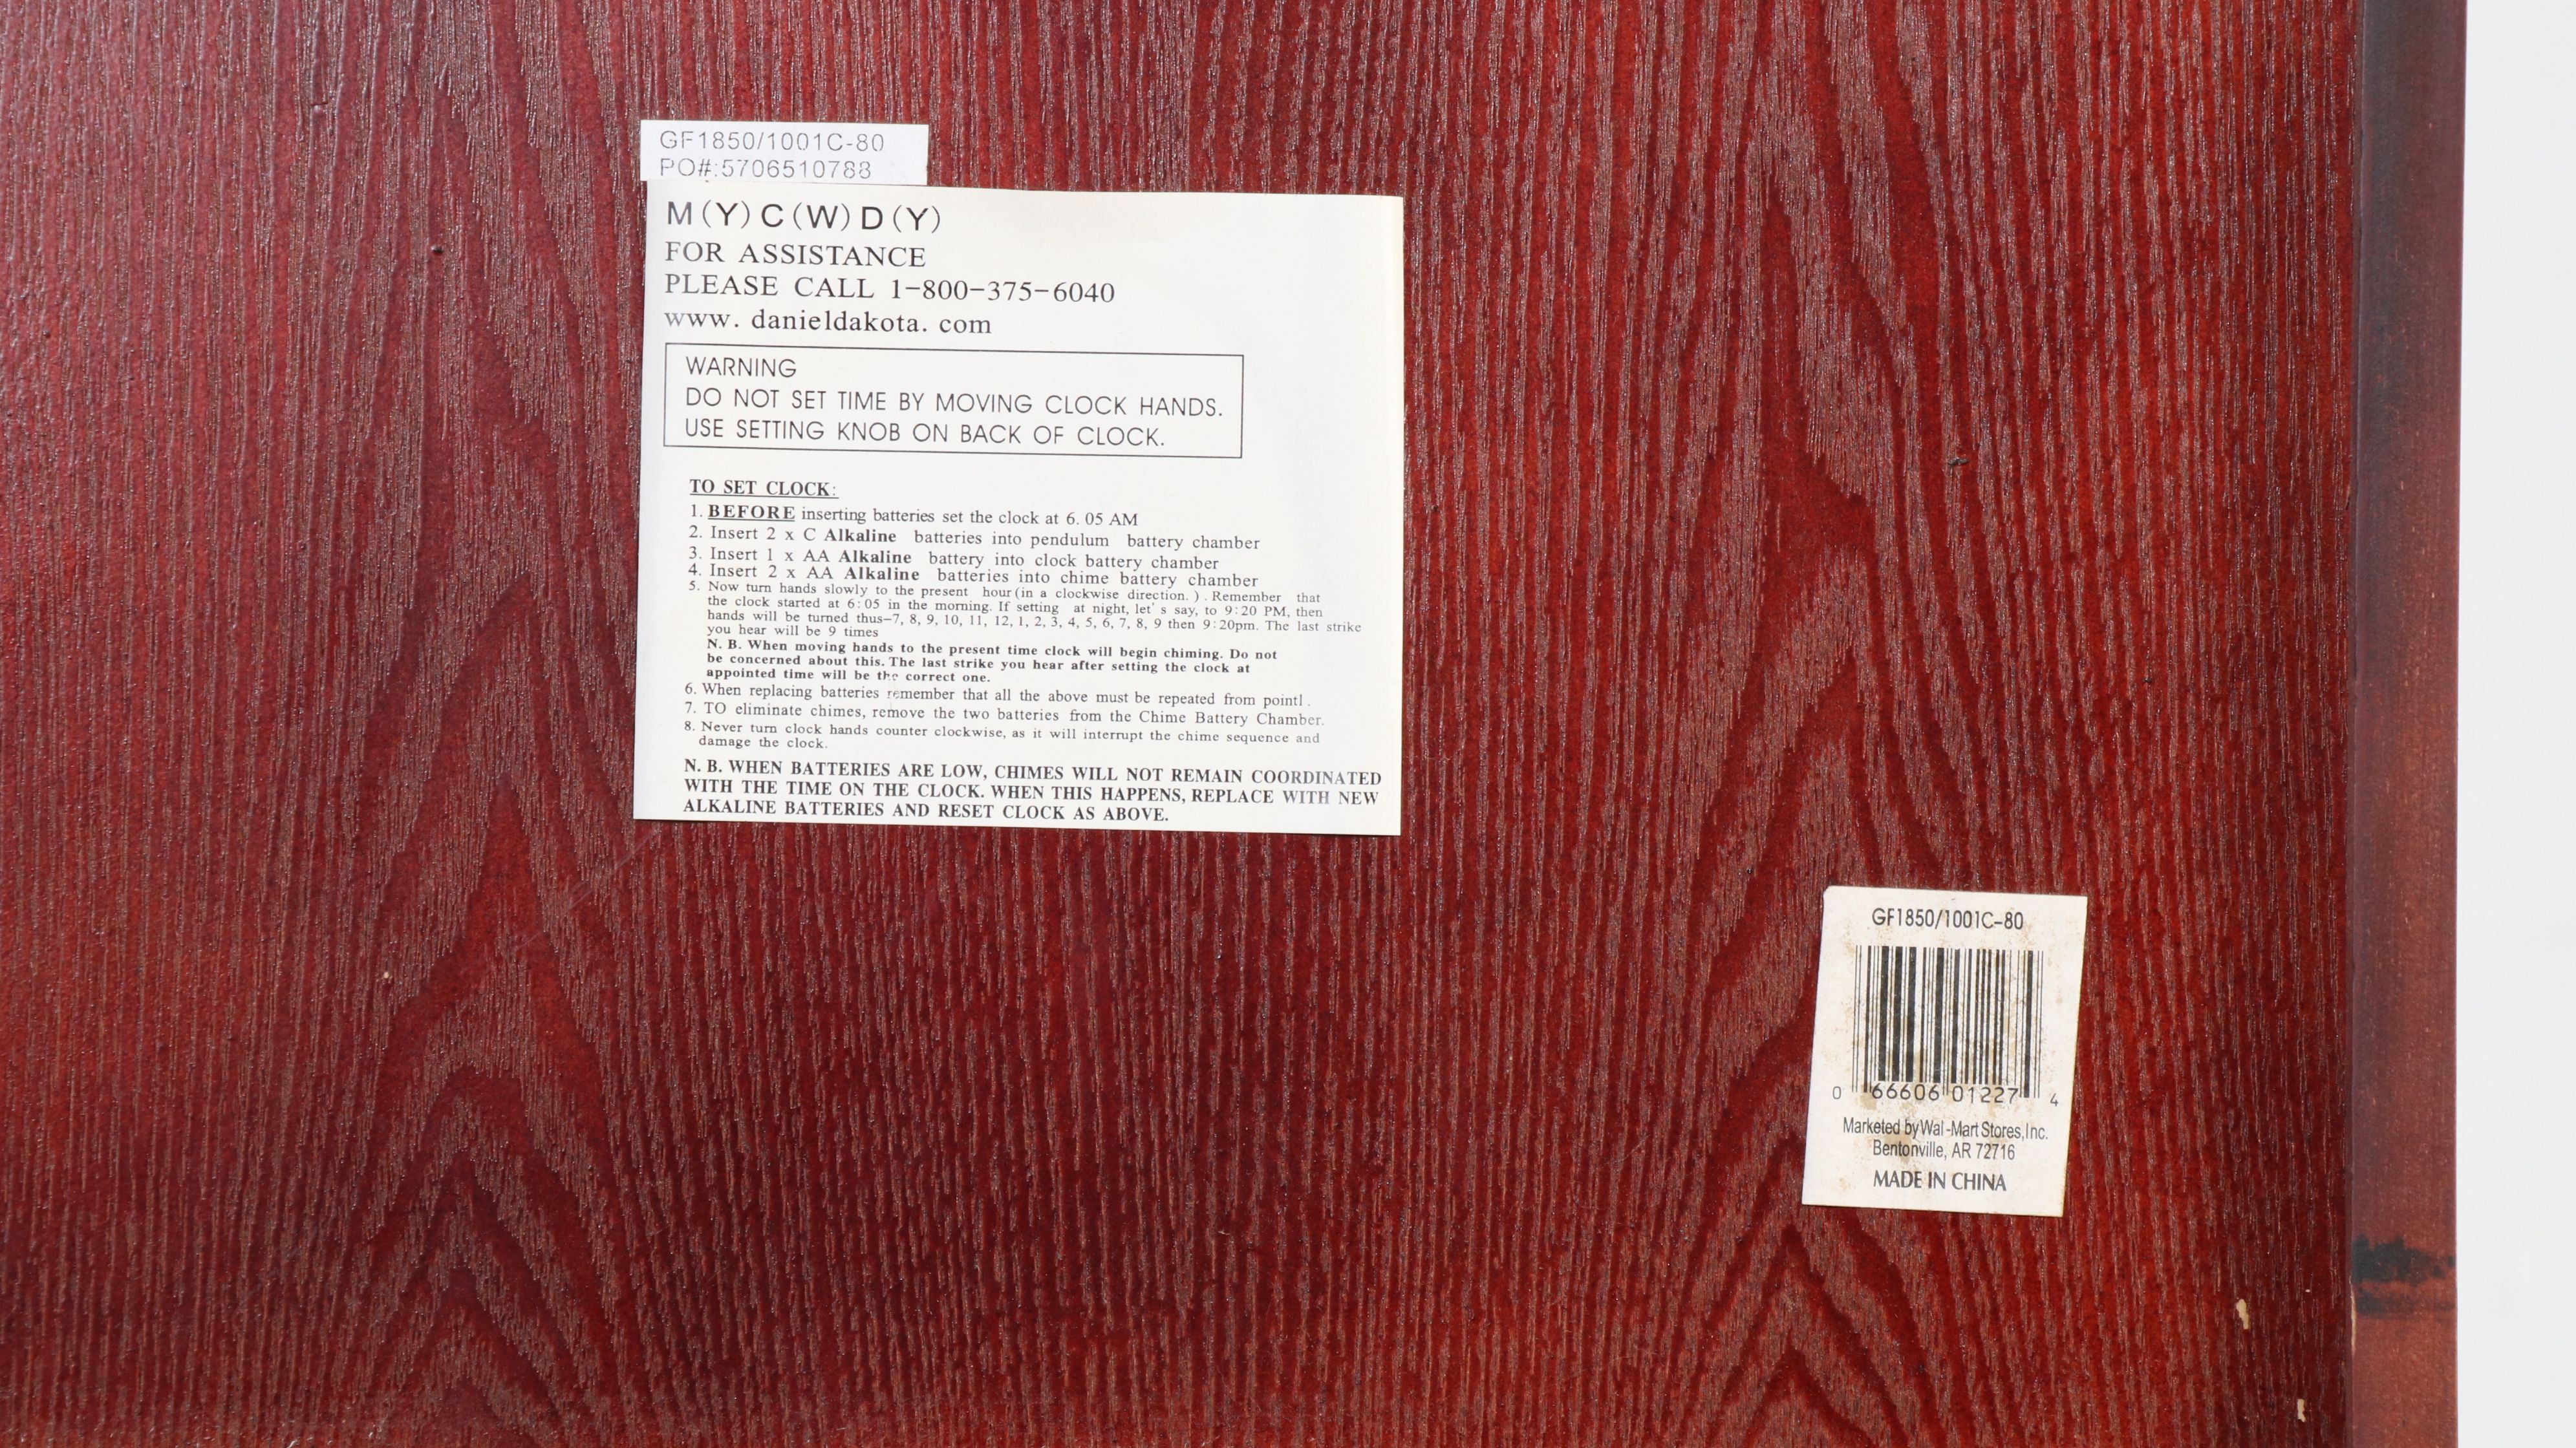 GF1850/1001C-80
PO#:5706510788
M(Y)C(W)D(Y)
FOR ASSISTANCE
PLEASE CALL 1-800-375-6040
www. danieldakota. com
WARNING
DO NOT SET TIME BY MOVING CLOCK HANDS.
USE SETTING KNOB ON BACK OF CLOCK.
TO SET CLOCK:
1. BEFORE inserting batteries set the clock at 6. 05 AM
2. Insert 2 x C Alkaline batteries into pendulum battery chamber
3. Insert 1 x AA Alkaline battery into clock battery chamber
4. Insert 2 x AA Alkaline batteries into chime battery chamber
5. Now turn hands slowly to the present hour(in a clockwise direction. ). Remember that
the clock started at 6:05 in the morning. If setting at night, let's say, to 9:20 PM, then
hands will be turned thus-7, 8, 9, 10, 11, 12, 1, 2, 3, 4, 5, 6, 7, 8, 9 then 9:20pm. The last strike
you hear will be 9 times
N. B. When moving hands to the present time clock will begin chiming. Do not
be concerned about this. The last strike you hear after setting the clock at
appointed time will be the correct one.
6. When replacing batteries remember that all the above must be repeated from point1.
7. TO eliminate chimes, remove the two batteries from the Chime Battery Chamber.
8. Never turn clock hands counter clockwise, as it will interrupt the chime sequence and
damage the clock.
N. B. WHEN BATTERIES ARE LOW, CHIMES WILL NOT REMAIN COORDINATED
WITH THE TIME ON THE CLOCK. WHEN THIS HAPPENS, REPLACE WITH NEW
ALKALINE BATTERIES AND RESET CLOCK AS ABOVE.
GF1850/1001C-80
0 66606 01227 4
Marketed by Wal-Mart Stores, Inc.
Bentonville, AR 72716
MADE IN CHINA